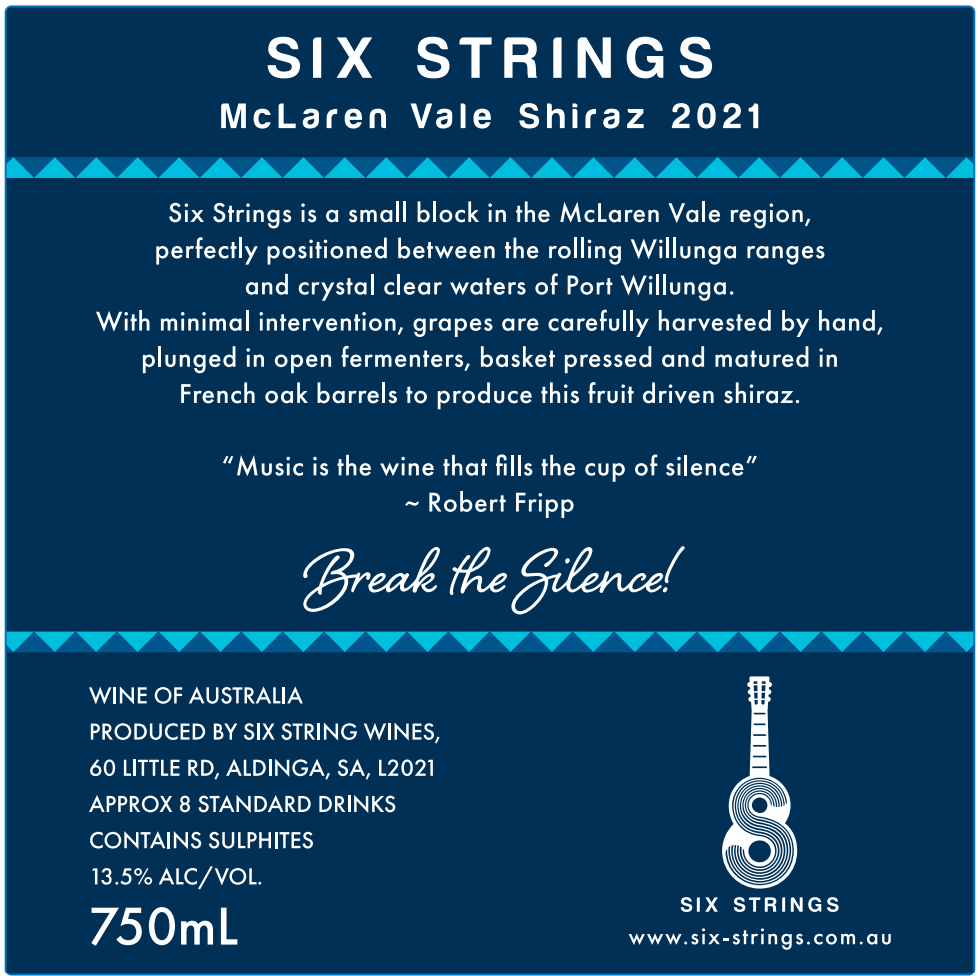 SIX STRINGS
McLaren Vale Shiraz 2021
Six Strings is a small block in the McLaren Vale region,
perfectly positioned between the rolling Willunga ranges
and crystal clear waters of Port Willunga.
With minimal intervention, grapes are carefully harvested by hand,
plunged in open fermenters, basket pressed and matured in
French oak barrels to produce this fruit driven shiraz.
“Music is the wine that fills the cup of silence”
~ Robert Fripp
Break the Silence!
WINE OF AUSTRALIA
PRODUCED BY SIX STRING WINES,
60 LITTLE RD, ALDINGA, SA, L2021
APPROX 8 STANDARD DRINKS
CONTAINS SULPHITES
13.5% ALC/VOL.
750mL
SIX STRINGS
www.six-strings.com.au